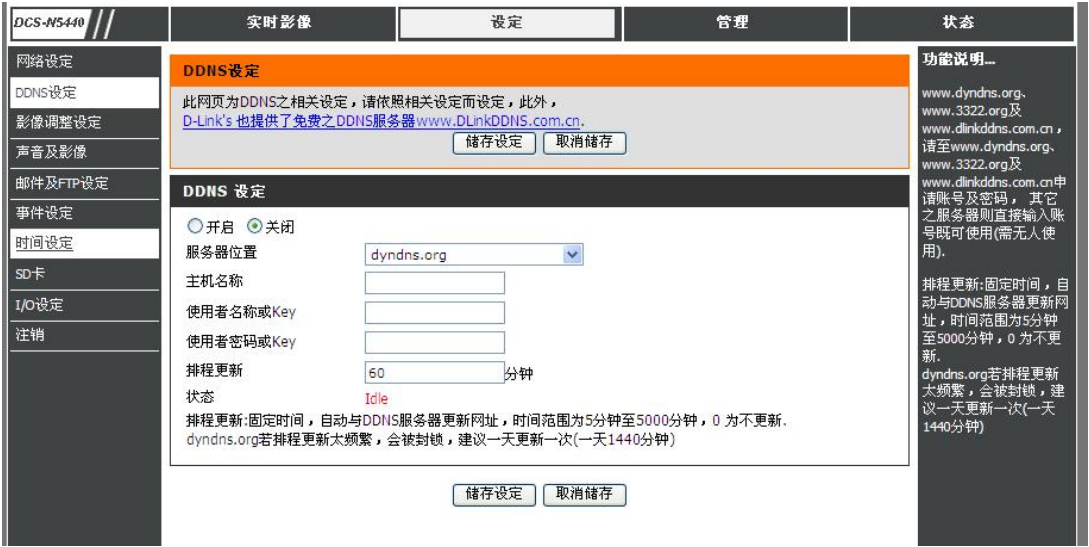 DCS-N5440
实时影像
设定
管理
状态
网络设定
DDNS设定
影像调整设定
声音及影像
邮件及FTP设定
事件设定
时间设定
SD卡
I/O设定
注销
DDNS设定
此网页为DDNS之相关设定，请依照相关设定而设定，此外，
D-Link's 也提供了免费之DDNS服务器www.DLinkDDNS.com.cn.
储存设定 取消储存
DDNS 设定
开启 关闭
服务器位置 dyndns.org
主机名称
使用者名称或Key
使用者密码或Key
排程更新 60 分钟
状态 Idle
排程更新:固定时间，自动与DDNS服务器更新网址，时间范围为5分钟至5000分钟，0 为不更新.
dyndns.org若排程更新太频繁，会被封锁，建议一天更新一次(一天1440分钟)
储存设定 取消储存
功能说明...
www.dyndns.org、
www.3322.org及
www.dlinkddns.com.cn，
请至www.dyndns.org、
www.3322.org及
www.dlinkddns.com.cn申
请账号及密码， 其它
之服务器则直接输入账
号既可使用(需无人使
用).
排程更新:固定时间，自
动与DDNS服务器更新网
址，时间范围为5分钟
至5000分钟，0 为不更
新.
dyndns.org若排程更新
太频繁，会被封锁，建
议一天更新一次(一天
1440分钟)